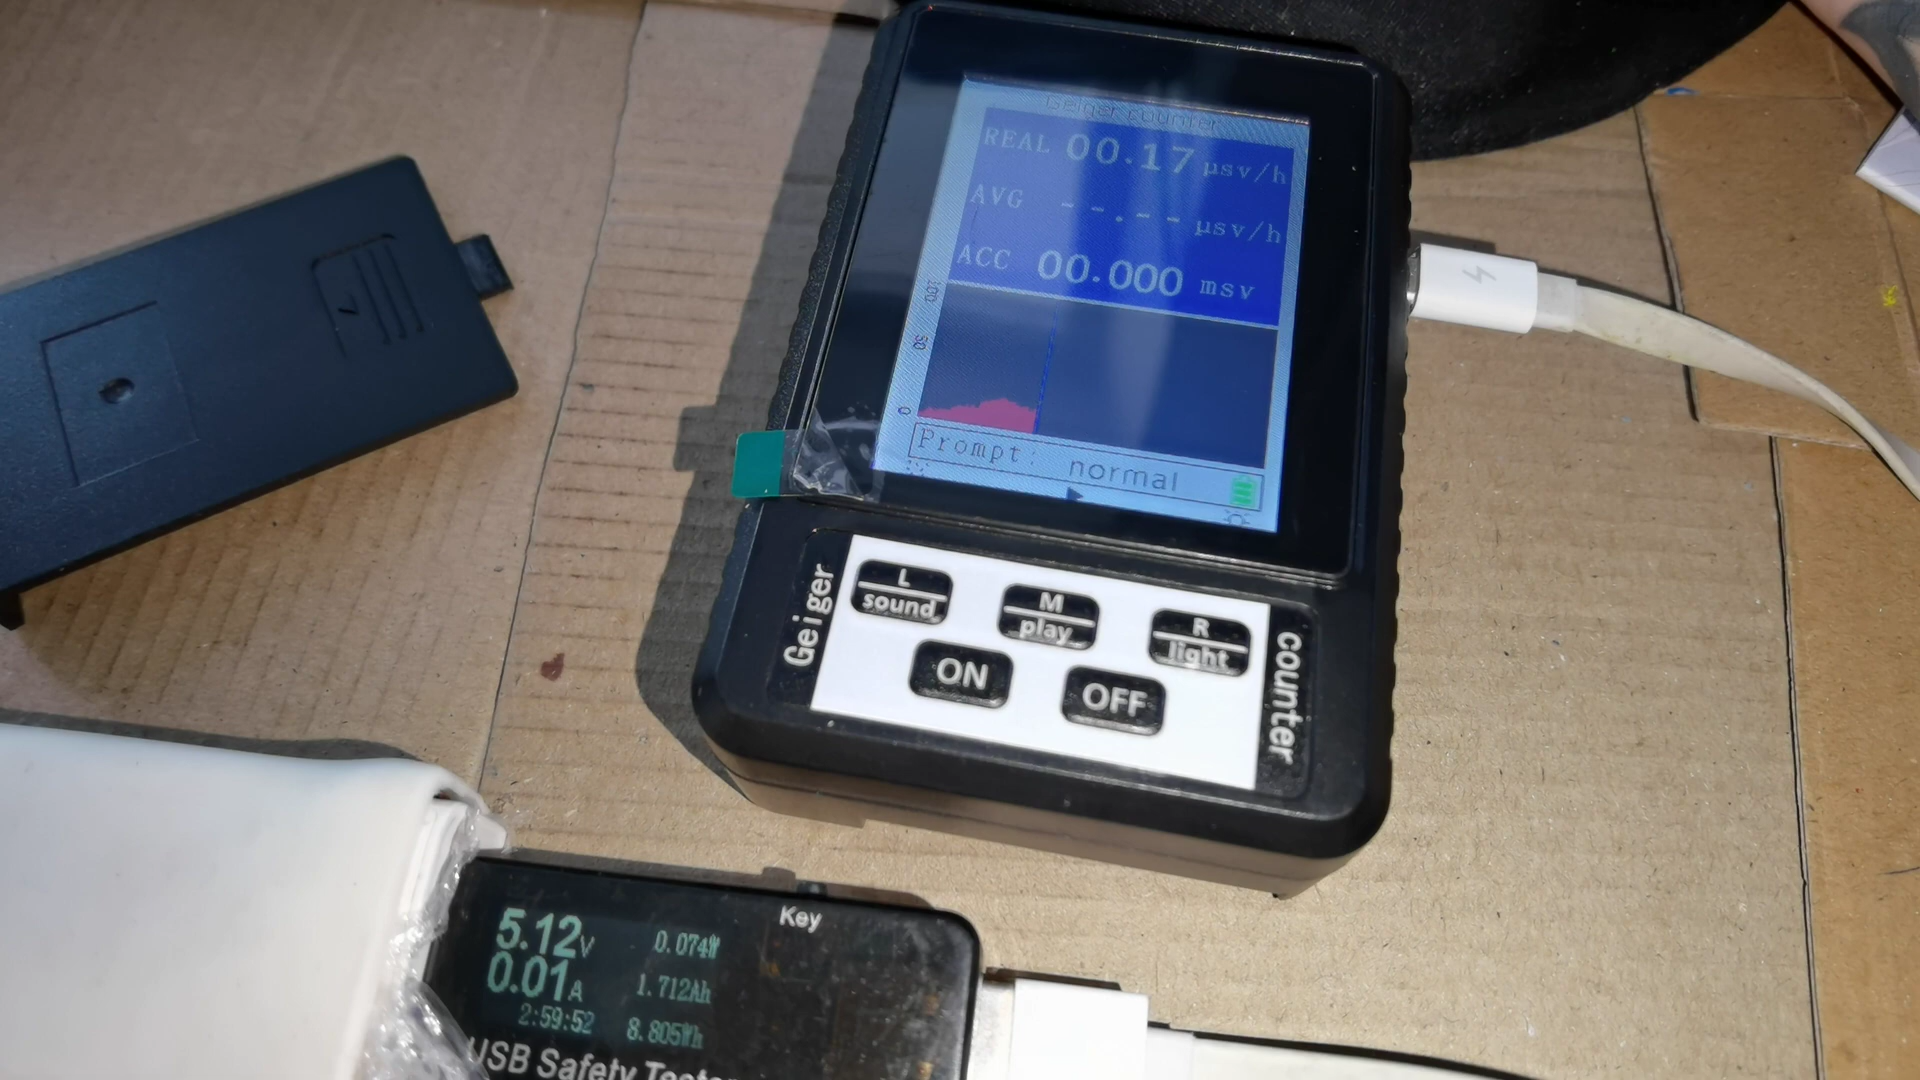 Geiger counter
REAL 00.17 μsv/h
AVG --.-- μsv/h
ACC 00.000 msv
100
50
0
Prompt: normal
L
sound
M
play
R
light
ON
OFF
Geiger
counter
Key
5.12V 0.074W
0.01A 1.712Ah
2:59:52 8.805Wh
USB Safety Tester